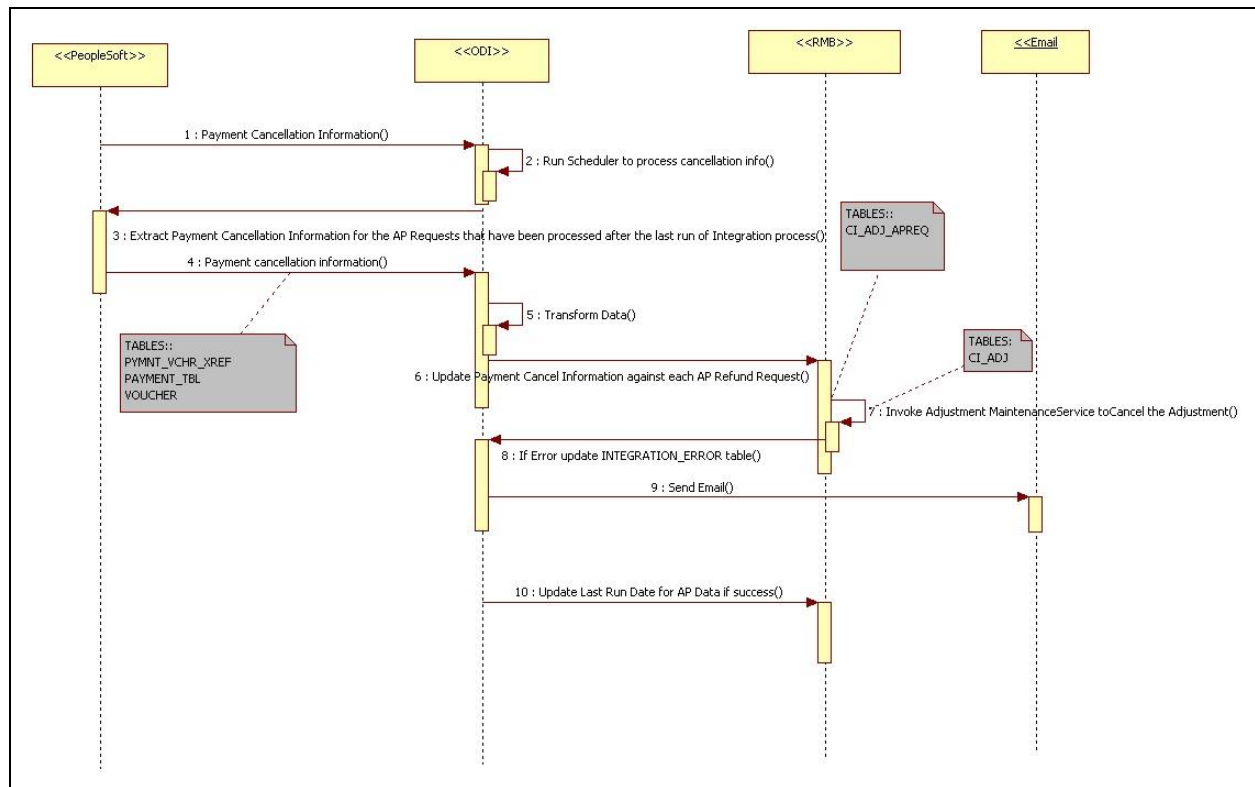 <<PeopleSoft>>
<<ODI>>
<<RMB>>
<<Email>>
1 : Payment Cancellation Information()
2 : Run Scheduler to process cancellation info()
TABLES::
CI_ADJ_APREQ
3 : Extract Payment Cancellation Information for the AP Requests that have been processed after the last run of Integration process()
4 : Payment cancellation information()
5 : Transform Data()
TABLES::
PYMNT_VCHR_XREF
PAYMENT_TBL
VOUCHER
TABLES:
CI_ADJ
6 : Update Payment Cancel Information against each AP Refund Request()
7 : Invoke Adjustment MaintenanceService toCancel the Adjustment()
8 : If Error update INTEGRATION_ERROR table()
9 : Send Email()
10 : Update Last Run Date for AP Data if success()